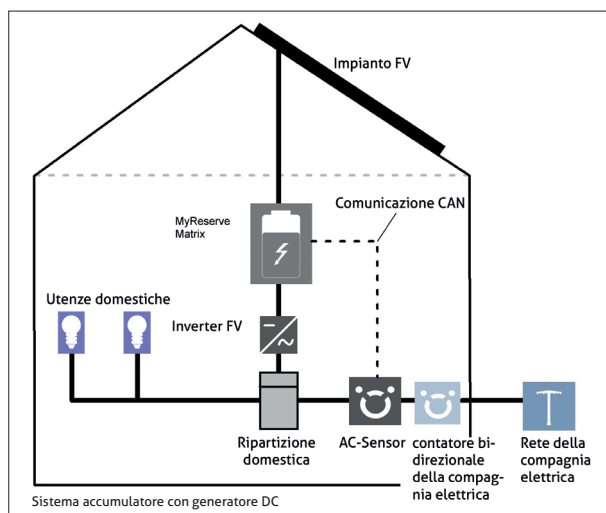 Impianto FV
MyReserve
Matrix
Comunicazione CAN
Utenze domestiche
Inverter FV
Ripartizione
domestica
AC-Sensor
contatore bi-
direzionale
della compag-
nia elettrica
Rete della
compagnia
elettrica
Sistema accumulatore con generatore DC